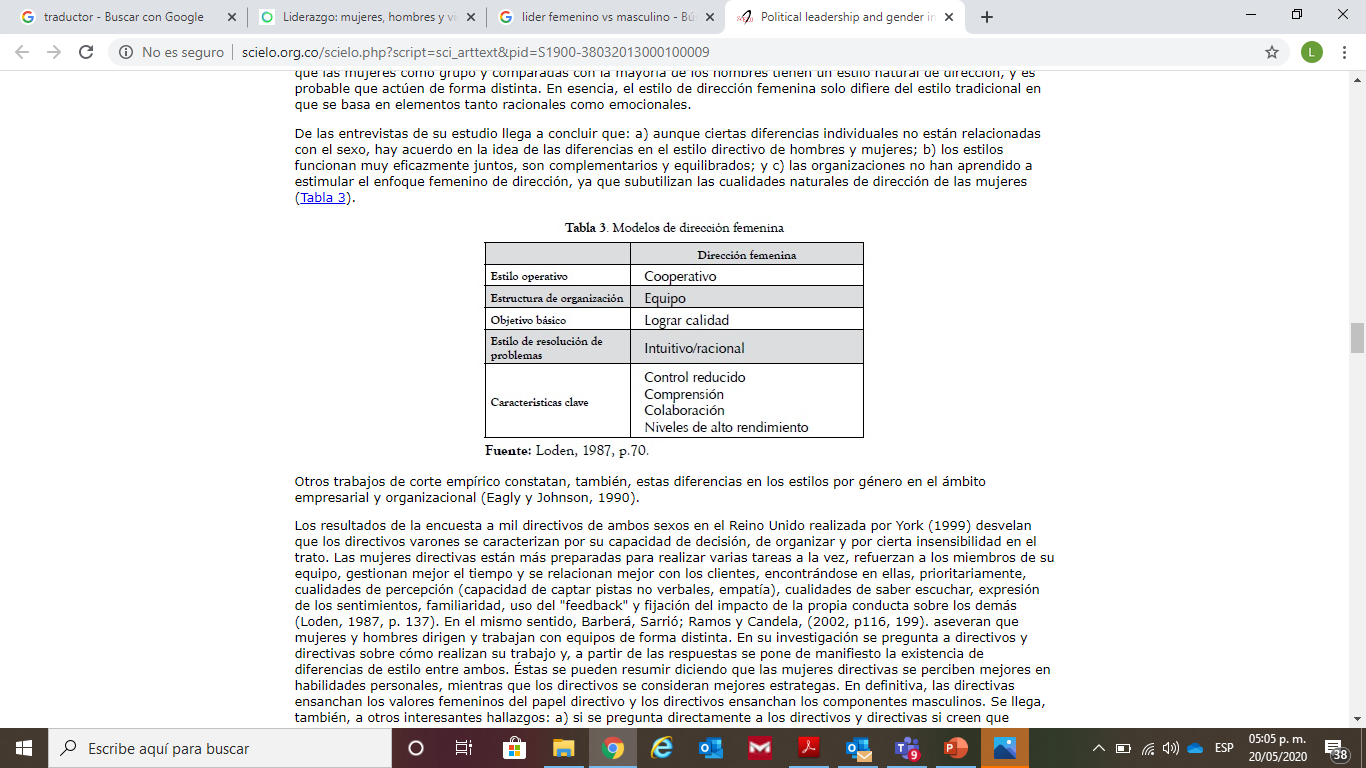 traductor - Buscar con Google
Liderazgo: mujeres, hombres y v
lider femenino vs masculino - Bú
Political leadership and gender in
No es seguro
scielo.org.co/scielo.php?script=sci_arttext&pid=S1900-38032013000100009
L
que las mujeres como grupo y comparadas con la mayoría de los hombres tienen un estilo natural de dirección, y es
probable que actúen de forma distinta. En esencia, el estilo de dirección femenina solo difiere del estilo tradicional en
que se basa en elementos tanto racionales como emocionales.
De las entrevistas de su estudio llega a concluir que: a) aunque ciertas diferencias individuales no están relacionadas
con el sexo, hay acuerdo en la idea de las diferencias en el estilo directivo de hombres y mujeres; b) los estilos
funcionan muy eficazmente juntos, son complementarios y equilibrados; y c) las organizaciones no han aprendido a
estimular el enfoque femenino de dirección, ya que subutilizan las cualidades naturales de dirección de las mujeres
(Tabla 3).
Tabla 3. Modelos de dirección femenina
Dirección femenina
Estilo operativo Cooperativo
Estructura de organización Equipo
Objetivo básico Lograr calidad
Estilo de resolución de
problemas
Intuitivo/racional
Características clave
Control reducido
Comprensión
Colaboración
Niveles de alto rendimiento
Fuente: Loden, 1987, p.70.
Otros trabajos de corte empírico constatan, también, estas diferencias en los estilos por género en el ámbito
empresarial y organizacional (Eagly y Johnson, 1990).
Los resultados de la encuesta a mil directivos de ambos sexos en el Reino Unido realizada por York (1999) desvelan
que los directivos varones se caracterizan por su capacidad de decisión, de organizar y por cierta insensibilidad en el
trato. Las mujeres directivas están más preparadas para realizar varias tareas a la vez, refuerzan a los miembros de su
equipo, gestionan mejor el tiempo y se relacionan mejor con los clientes, encontrándose en ellas, prioritariamente,
cualidades de percepción (capacidad de captar pistas no verbales, empatía), cualidades de saber escuchar, expresión
de los sentimientos, familiaridad, uso del "feedback" y fijación del impacto de la propia conducta sobre los demás
(Loden, 1987, p. 137). En el mismo sentido, Barberá, Sarrió; Ramos y Candela, (2002, p116, 199). aseveran que
mujeres y hombres dirigen y trabajan con equipos de forma distinta. En su investigación se pregunta a directivos y
directivas sobre cómo realizan su trabajo y, a partir de las respuestas se pone de manifiesto la existencia de
diferencias de estilo entre ambos. Éstas se pueden resumir diciendo que las mujeres directivas se perciben mejores en
habilidades personales, mientras que los directivos se consideran mejores estrategas. En definitiva, las directivas
ensanchan los valores femeninos del papel directivo y los directivos ensanchan los componentes masculinos. Se llega,
también, a otros interesantes hallazgos: a) si se pregunta directamente a los directivos y directivas si creen que
Escribe aquí para buscar
9
ESP
05:05 p. m.
20/05/2020
38